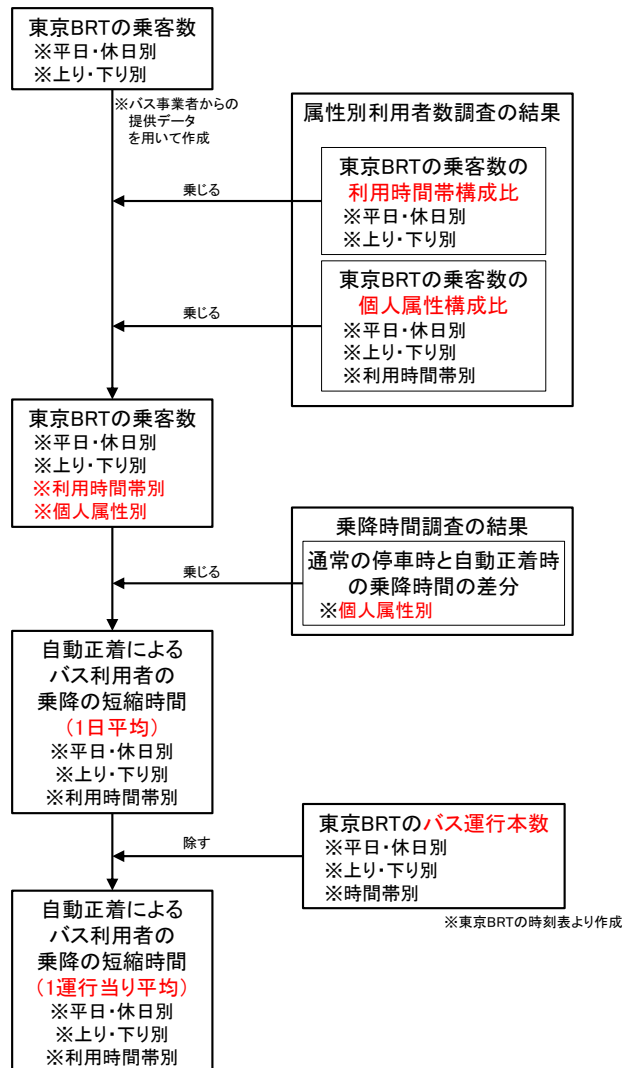 東京BRTの乗客数
※平日・休日別
※上り・下り別
※バス事業者からの
提供データ
を用いて作成
属性別利用者数調査の結果
東京BRTの乗客数の
利用時間帯構成比
※平日・休日別
※上り・下り別
乗じる
東京BRTの乗客数の
個人属性構成比
※平日・休日別
※上り・下り別
※利用時間帯別
乗じる
東京BRTの乗客数
※平日・休日別
※上り・下り別
※利用時間帯別
※個人属性別
乗降時間調査の結果
通常の停車時と自動正着時
の乗降時間の差分
※個人属性別
乗じる
自動正着による
バス利用者の
乗降の短縮時間
(1日平均)
※平日・休日別
※上り・下り別
※利用時間帯別
東京BRTのバス運行本数
※平日・休日別
※上り・下り別
※時間帯別
除す
※東京BRTの時刻表より作成
自動正着による
バス利用者の
乗降の短縮時間
(1運行当り平均)
※平日・休日別
※上り・下り別
※利用時間帯別